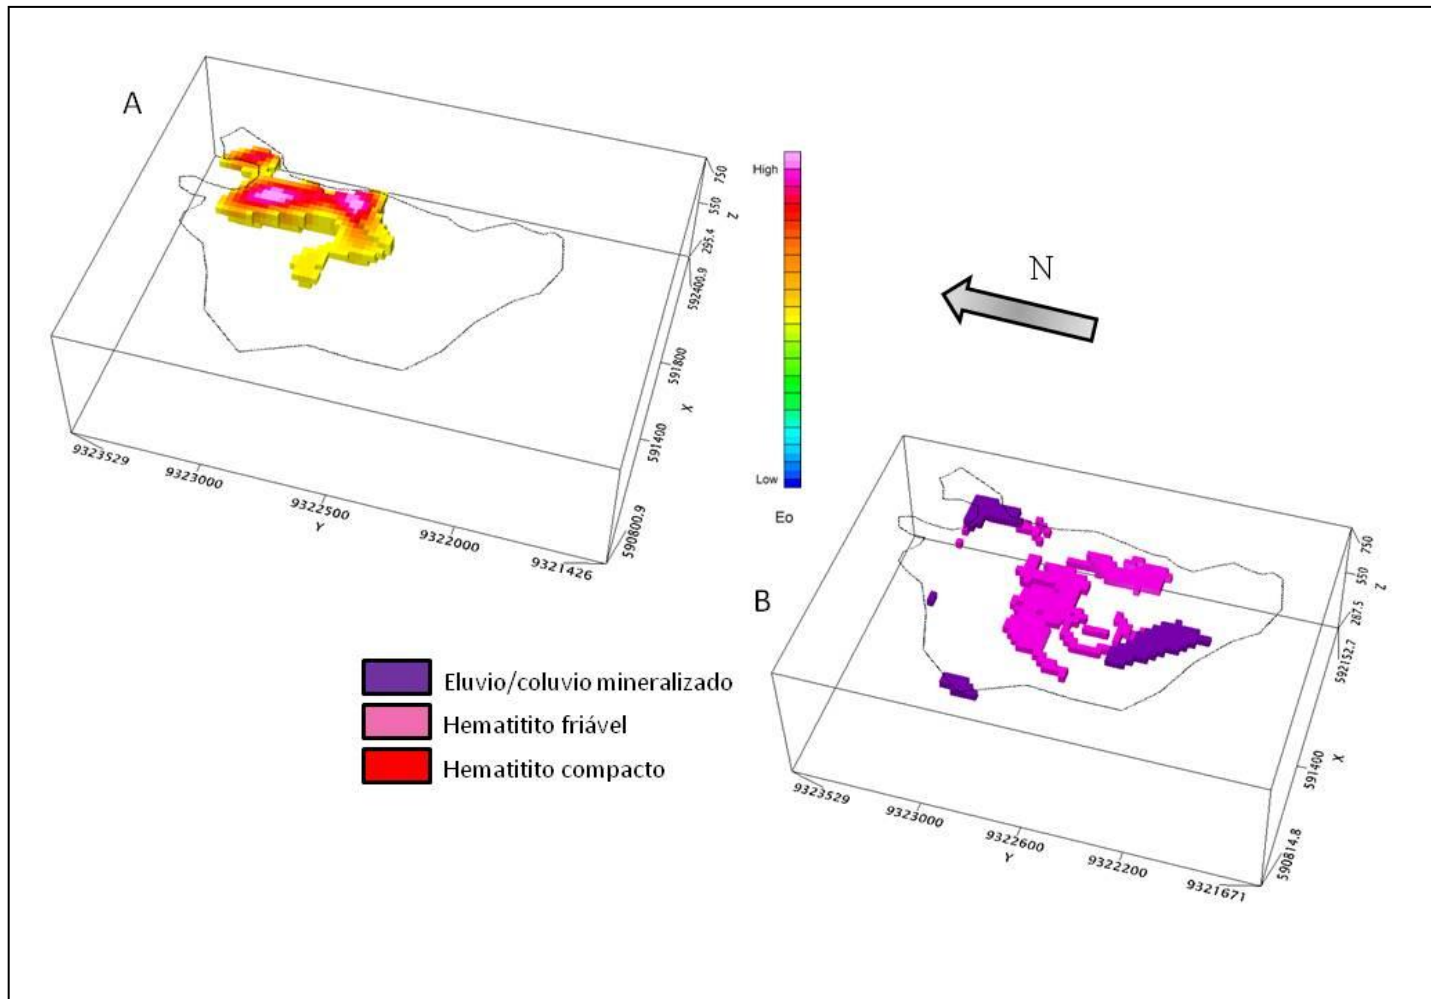 A
750
550
Z
295.4
592400.9
591800
X
591400
590800.9
9323529
9323000
9322500
Y
9322000
9321426
High
Low
Eo
N
B
750
550
Z
287.5
592152.7
591400
X
590814.8
9323529
9323000
9322600
Y
9322200
9321671
Eluvio/coluvio mineralizado
Hematitito friável
Hematitito compacto